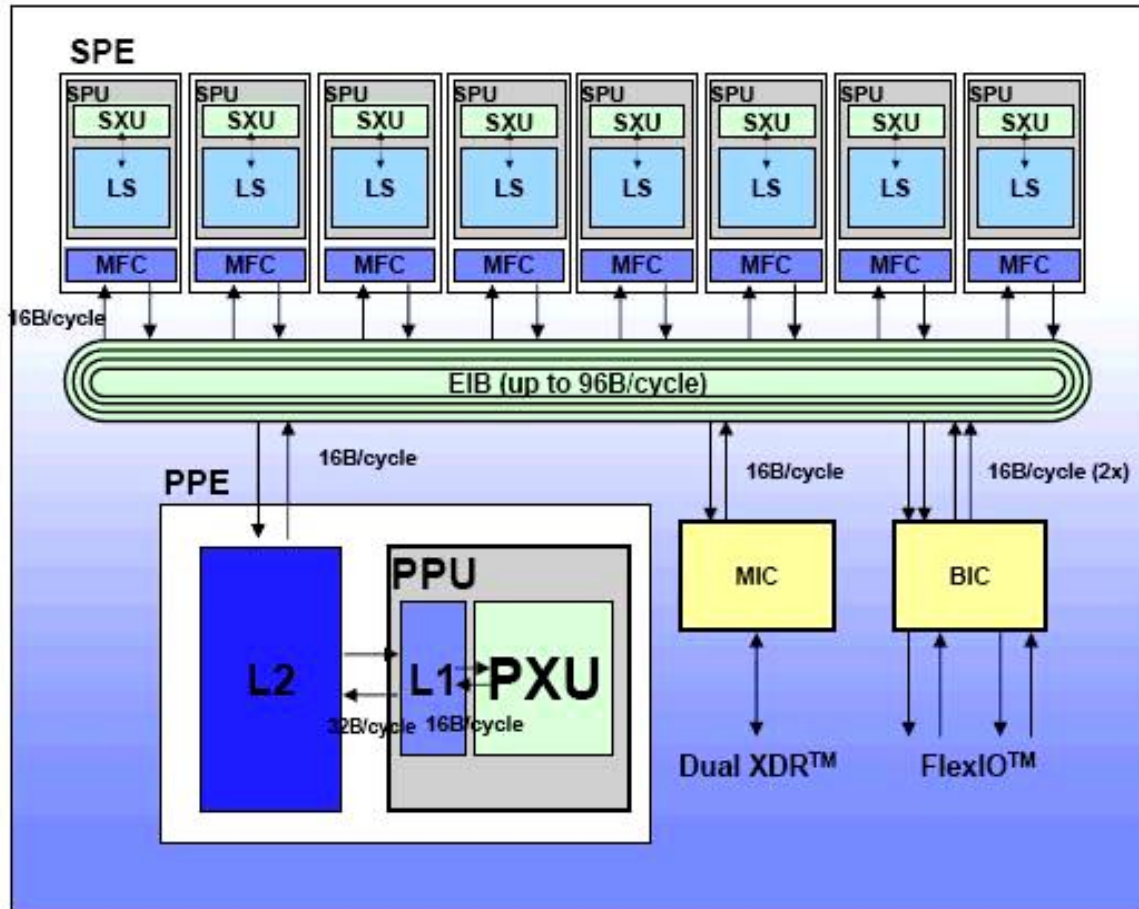 SPE
SPU SPU SPU SPU SPU SPU SPU SPU
SXU SXU SXU SXU SXU SXU SXU SXU
LS LS LS LS LS LS LS LS
MFC MFC MFC MFC MFC MFC MFC MFC
16B/cycle
EIB (up to 96B/cycle)
16B/cycle 16B/cycle 16B/cycle (2x)
PPE
PPU
MIC BIC
L2 L1 PXU
32B/cycle 16B/cycle
Dual XDR™ FlexIO™